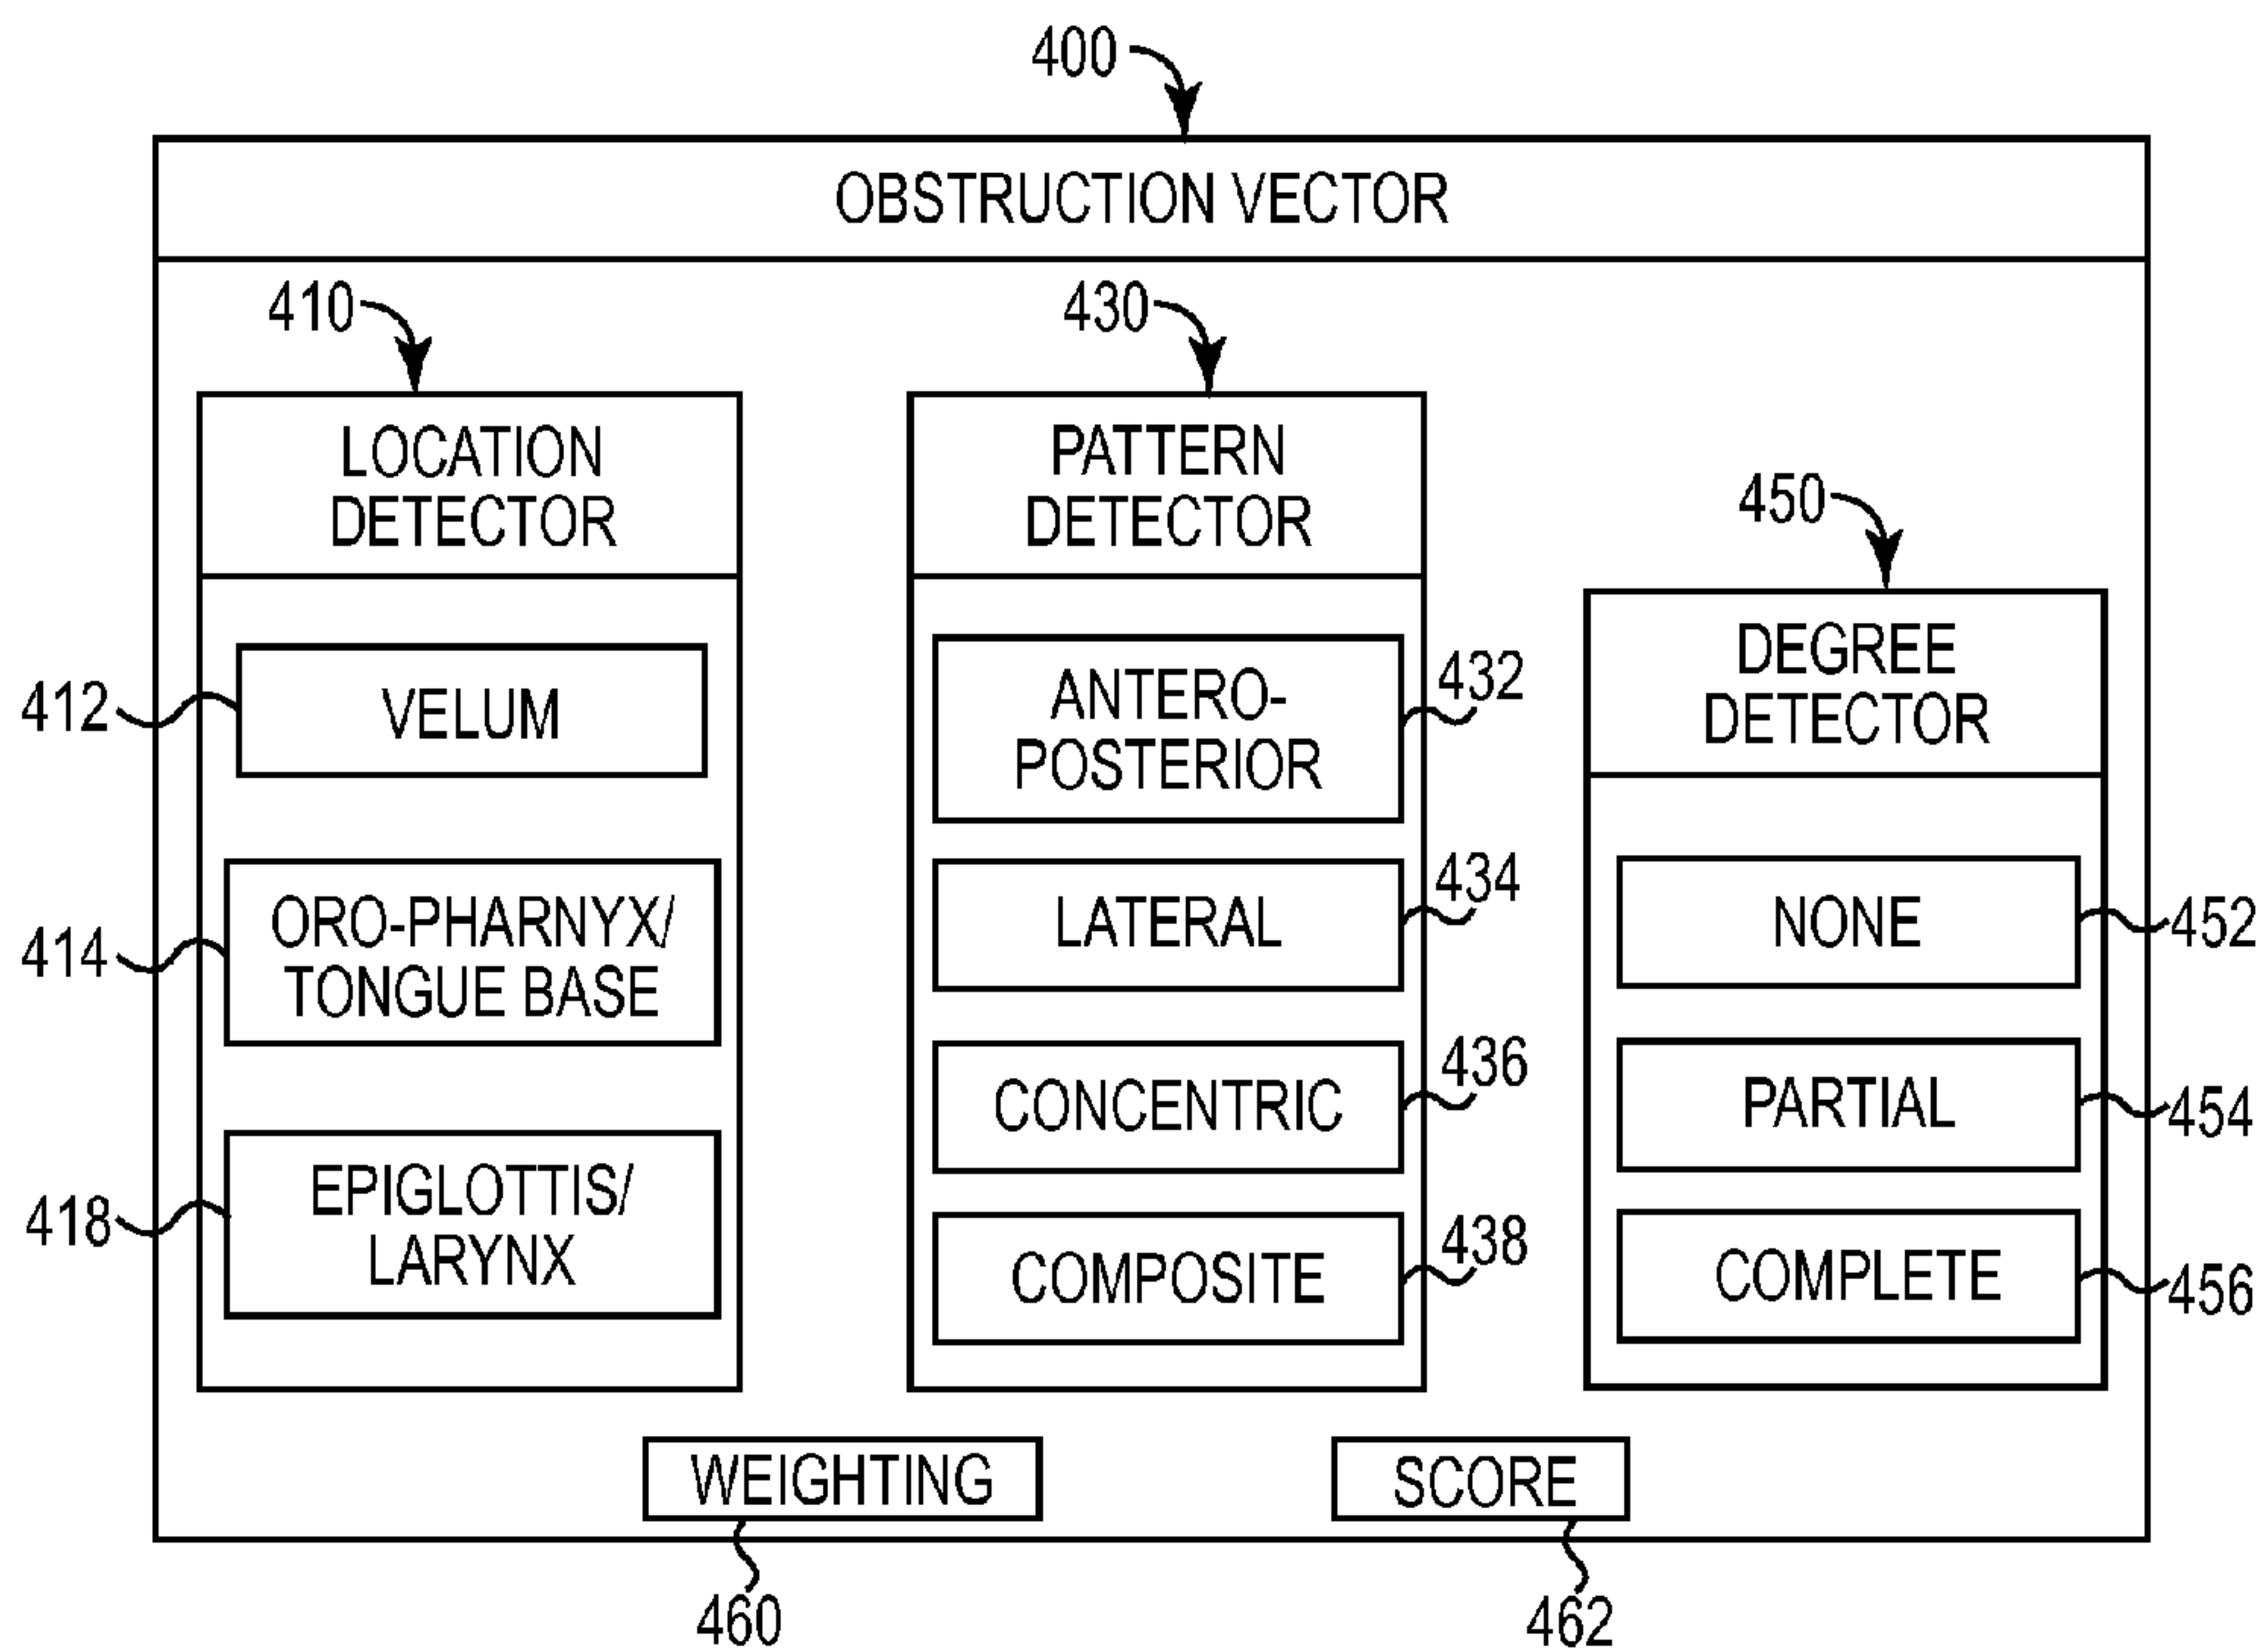 400
OBSTRUCTION VECTOR
410
LOCATION
DETECTOR
412
VELUM
414
ORO-PHARNYX/
TONGUE BASE
418
EPIGLOTTIS/
LARYNX
430
PATTERN
DETECTOR
ANTERO-
POSTERIOR
432
LATERAL
434
CONCENTRIC
436
COMPOSITE
438
450
DEGREE
DETECTOR
NONE
452
PARTIAL
454
COMPLETE
456
WEIGHTING
460
SCORE
462